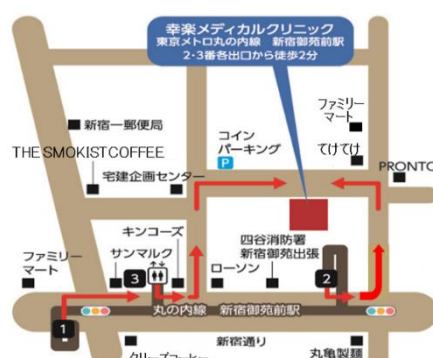 幸楽メディカルクリニック
東京メトロ丸の内線　新宿御苑前駅
2・3番各出口から徒歩2分
ファミリー
マート
新宿一郵便局
コイン
パーキング
P
てけてけ
THE SMOKIST COFFEE
宅建企画センター
PRONTO
キンコーズ
四谷消防署
新宿御苑出張
ファミリー
マート
3
サンマルク
ローソン
2
1
丸の内線　新宿御苑前駅
新宿通り
丸亀製麺